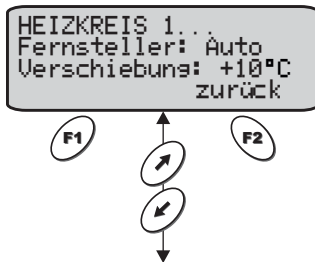 HEIZKREIS 1...
Fernsteller: Auto
Verschiebung: +10°C
zurück
F1
F2